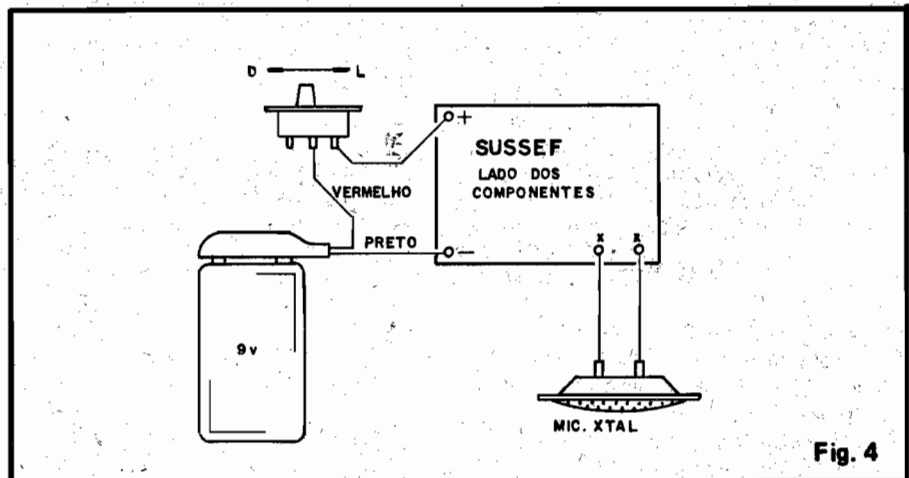 D L
+
SUSSEF
LADO DOS
COMPONENTES
VERMELHO
PRETO
−
x x
9v
MIC. XTAL
Fig. 4